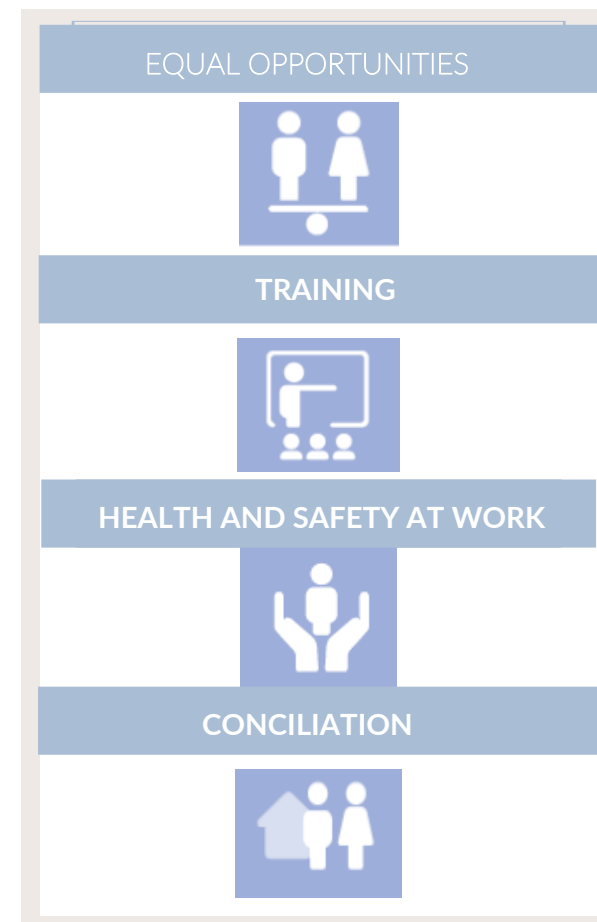 EQUAL OPPORTUNITIES
TRAINING
HEALTH AND SAFETY AT WORK
CONCILIATION